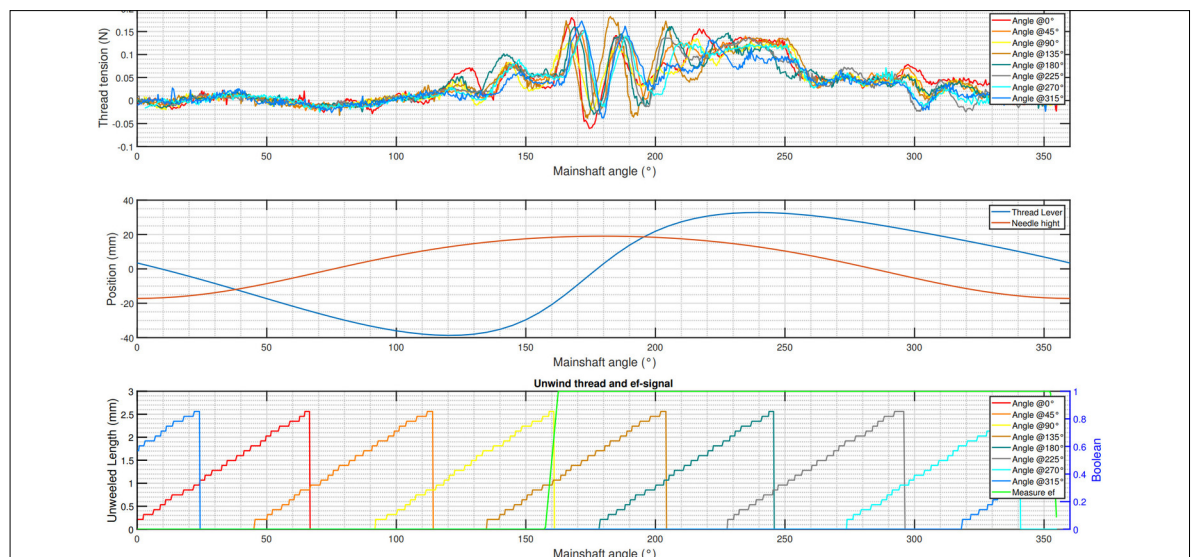 0.2
0.15
0.1
0.05
0
-0.05
-0.1
Thread tension (N)
0 50 100 150 200 250 300 350
Mainshaft angle (°)
Angle @0°
Angle @45°
Angle @90°
Angle @135°
Angle @180°
Angle @225°
Angle @270°
Angle @315°
40
20
0
-20
-40
Position (mm)
0 50 100 150 200 250 300 350
Mainshaft angle (°)
Thread Lever
Needle hight
Unwind thread and ef-signal
3
2.5
2
1.5
1
0.5
0
Unweeled Length (mm)
1
0.8
0.6
0.4
0.2
0
Boolean
0 50 100 150 200 250 300 350
Mainshaft angle (°)
Angle @0°
Angle @45°
Angle @90°
Angle @135°
Angle @180°
Angle @225°
Angle @270°
Angle @315°
Measure ef